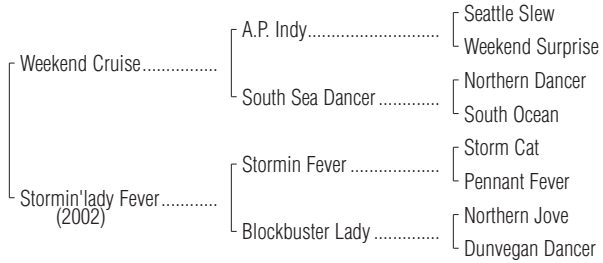 Seattle Slew
A.P. Indy..............................
Weekend Surprise
Weekend Cruise.................
Northern Dancer
South Sea Dancer ..............
South Ocean
Storm Cat
Stormin Fever ....................
Pennant Fever
Stormin'lady Fever............
(2002)
Northern Jove
Blockbuster Lady ...............
Dunvegan Dancer